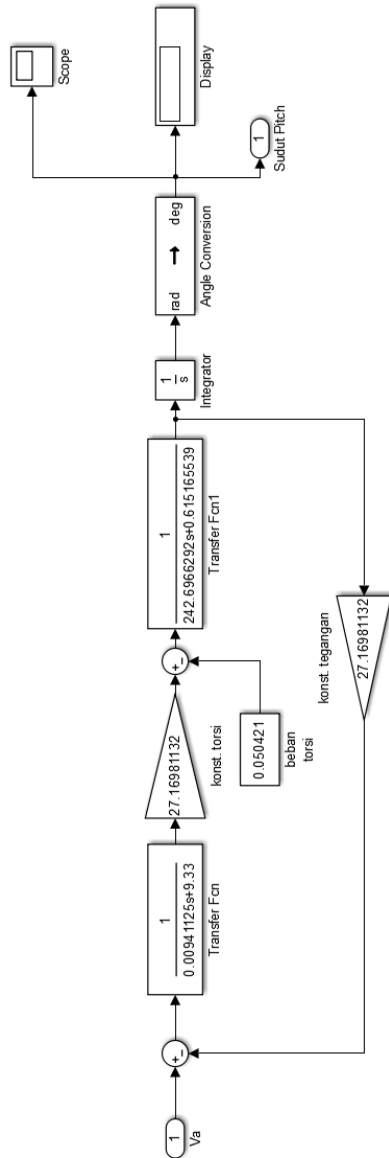 1
Va
+
−
1
0.00941125s+9.33
Transfer Fcn
27.16981132
konst. torsi
0.050421
beban
torsi
+
−
1
242.6966292s+0.615165539
Transfer Fcn1
27.16981132
konst. tegangan
1
s
Integrator
rad → deg
Angle Conversion
Scope
Display
1
Sudut Pitch